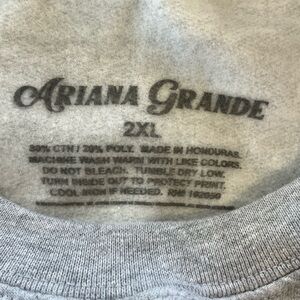 ARIANA GRANDE
2XL
80% CTN / 20% POLY. MADE IN HONDURAS.
MACHINE WASH WARM WITH LIKE COLORS.
DO NOT BLEACH. TUMBLE DRY LOW.
TURN INSIDE OUT TO PROTECT PRINT.
COOL IRON IF NEEDED. RN#